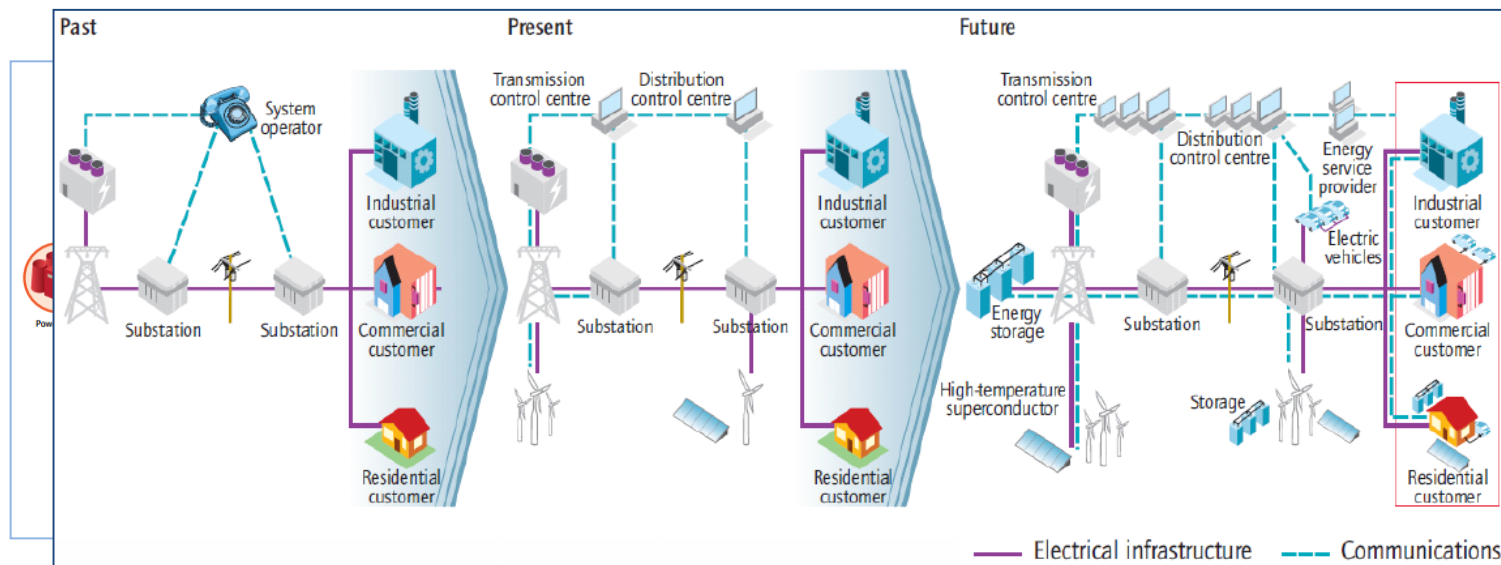 Past
System
operator
Substation
Substation
Industrial
customer
Commercial
customer
Residential
customer
Present
Transmission
control centre
Distribution
control centre
Substation
Substation
Industrial
customer
Commercial
customer
Residential
customer
Future
Transmission
control centre
Distribution
control centre
Energy
service
provider
Electric
vehicles
Energy
storage
Substation
Substation
High-temperature
superconductor
Storage
Industrial
customer
Commercial
customer
Residential
customer
Electrical infrastructure
Communications